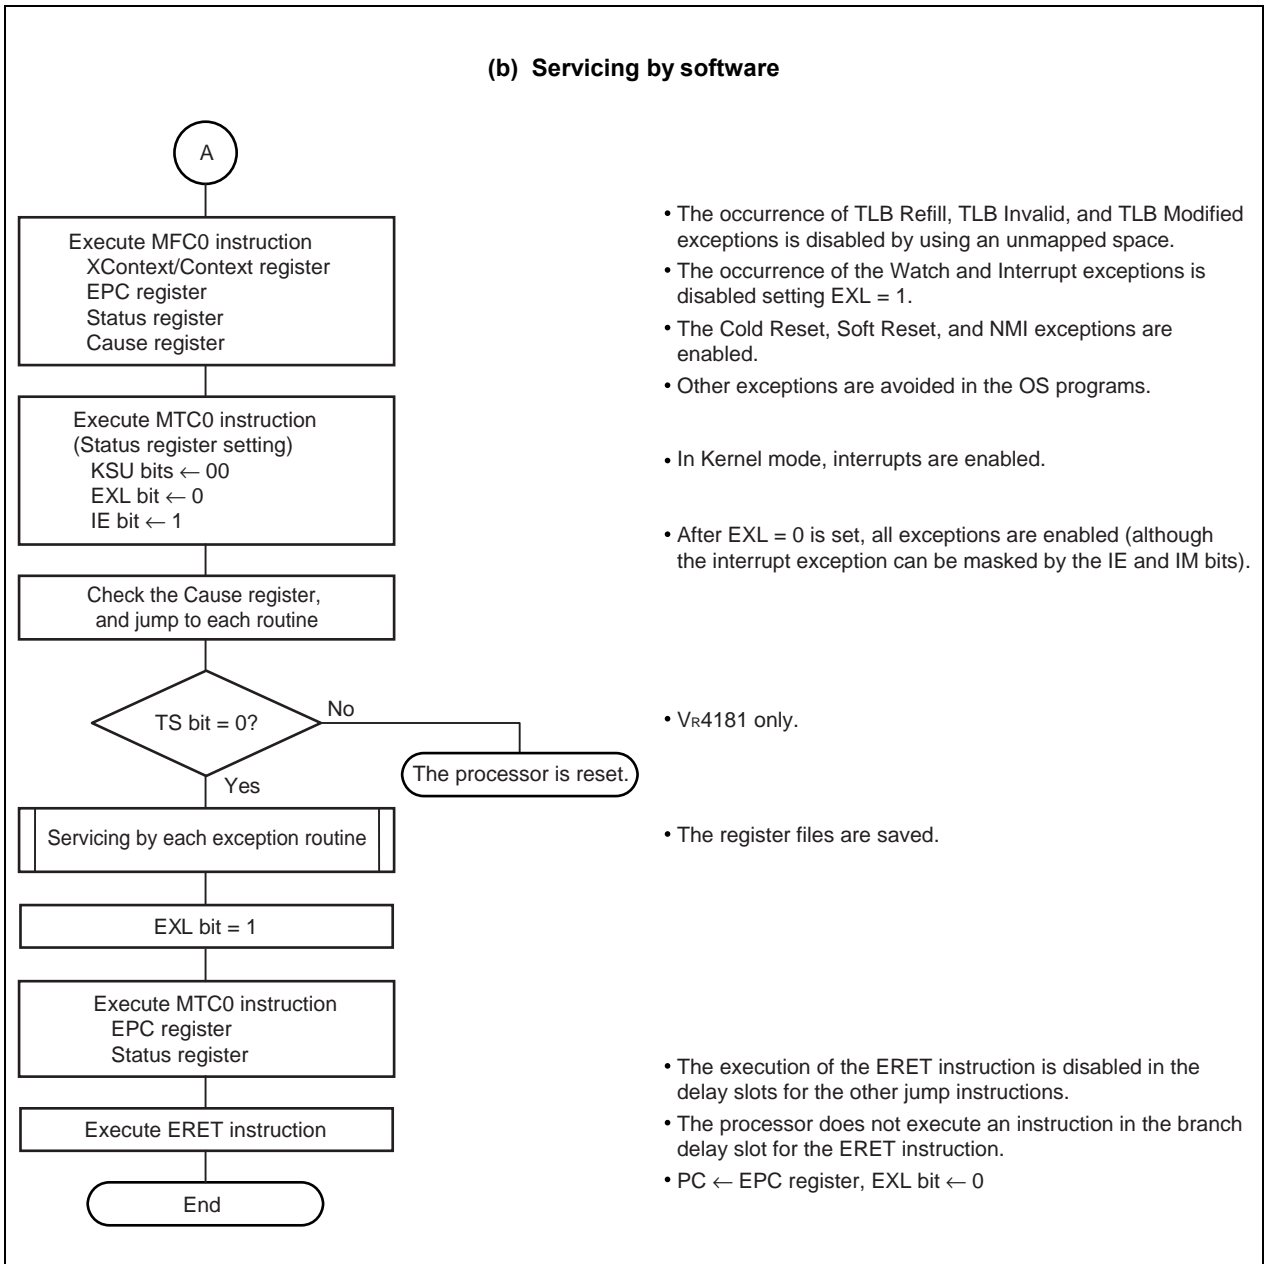 (b) Servicing by software
A
Execute MFC0 instruction
XContext/Context register
EPC register
Status register
Cause register
• The occurrence of TLB Refill, TLB Invalid, and TLB Modified
exceptions is disabled by using an unmapped space.
• The occurrence of the Watch and Interrupt exceptions is
disabled setting EXL = 1.
• The Cold Reset, Soft Reset, and NMI exceptions are
enabled.
• Other exceptions are avoided in the OS programs.
Execute MTC0 instruction
(Status register setting)
KSU bits ← 00
EXL bit ← 0
IE bit ← 1
• In Kernel mode, interrupts are enabled.
• After EXL = 0 is set, all exceptions are enabled (although
the interrupt exception can be masked by the IE and IM bits).
Check the Cause register,
and jump to each routine
TS bit = 0?
No
• VR4181 only.
The processor is reset.
Yes
Servicing by each exception routine
• The register files are saved.
EXL bit = 1
Execute MTC0 instruction
EPC register
Status register
• The execution of the ERET instruction is disabled in the
delay slots for the other jump instructions.
Execute ERET instruction
• The processor does not execute an instruction in the branch
delay slot for the ERET instruction.
• PC ← EPC register, EXL bit ← 0
End